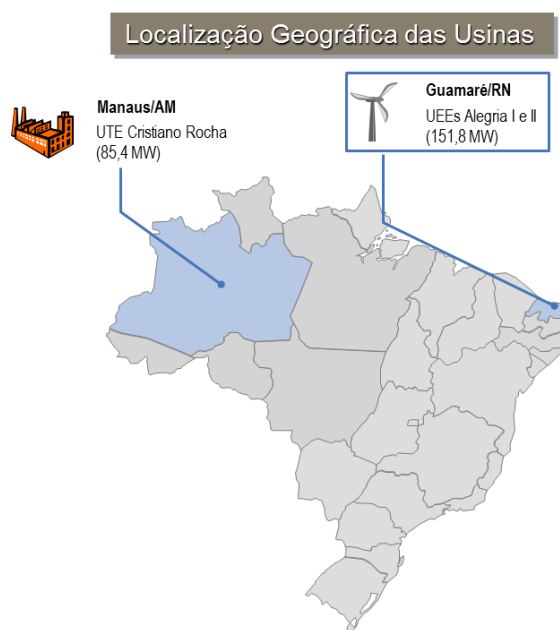 Localização Geográfica das Usinas
Manaus/AM
UTE Cristiano Rocha
(85,4 MW)
Guamaré/RN
UEEs Alegria I e II
(151,8 MW)